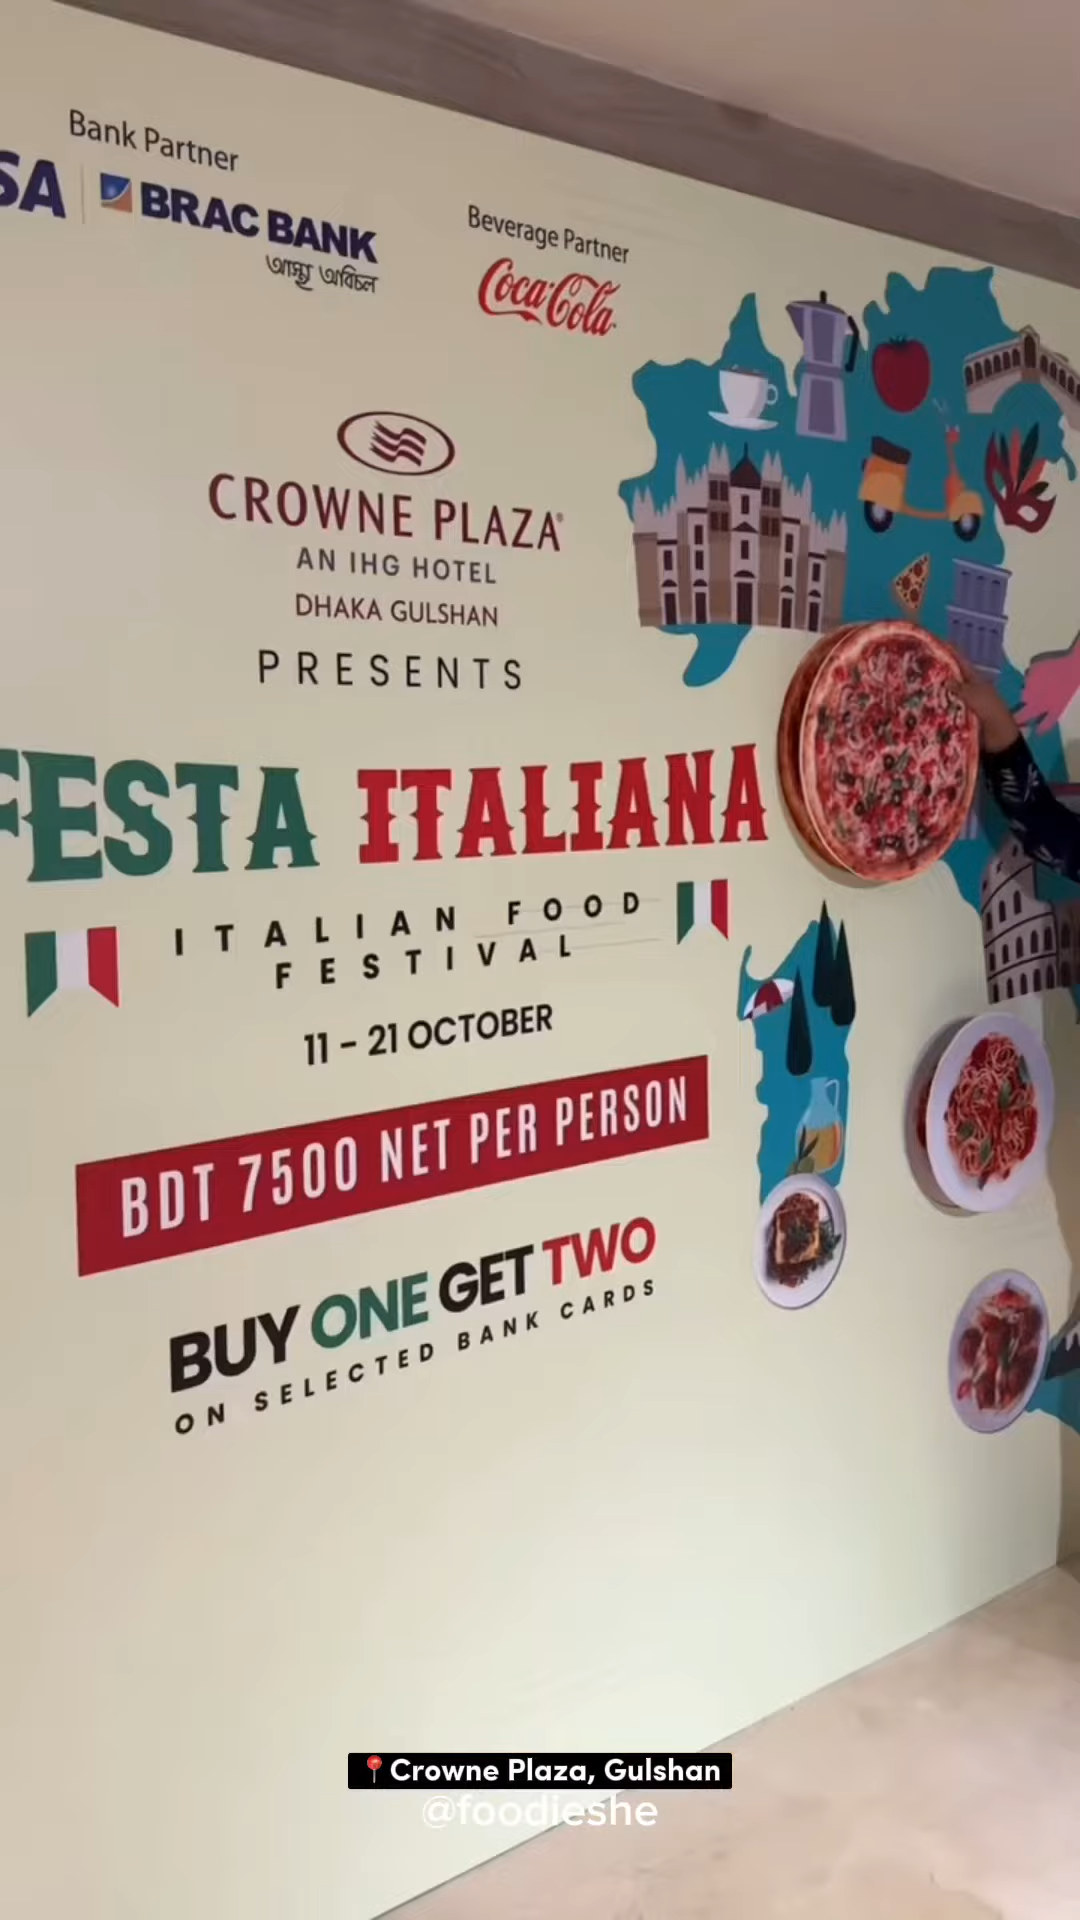 Bank Partner
SA
BRAC BANK
আস্থা অবিচল
Beverage Partner
Coca-Cola
CROWNE PLAZA®
AN IHG HOTEL
DHAKA GULSHAN
PRESENTS
FESTA ITALIANA
ITALIAN FOOD
FESTIVAL
11 – 21 OCTOBER
BDT 7500 NET PER PERSON
BUY ONE GET TWO
ON SELECTED BANK CARDS
📍Crowne Plaza, Gulshan
@foodieshe